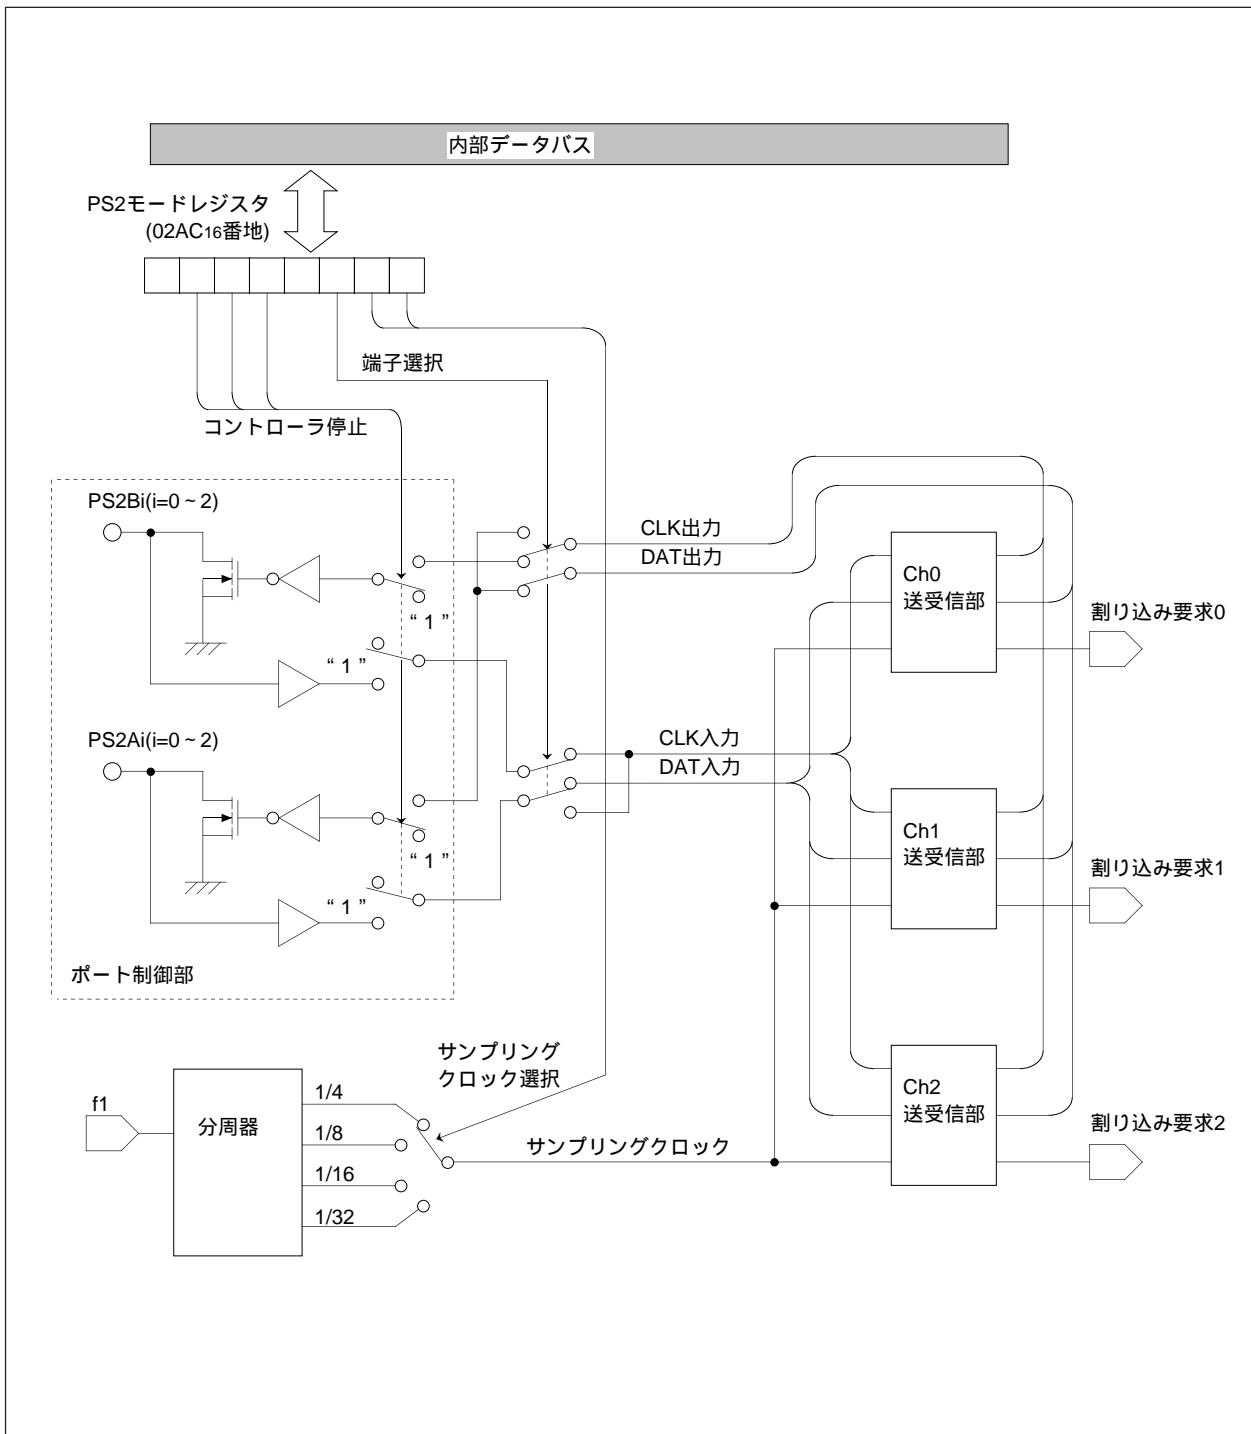 内部データバス
PS2モードレジスタ
(02AC16番地)
端子選択
コントローラ停止
PS2Bi(i=0～2)
CLK出力
DAT出力
“ 1 ”
“ 1 ”
Ch0
送受信部
割り込み要求0
PS2Ai(i=0～2)
CLK入力
DAT入力
“ 1 ”
“ 1 ”
Ch1
送受信部
割り込み要求1
ポート制御部
サンプリング
クロック選択
f1
分周器
1/4
1/8
1/16
1/32
サンプリングクロック
Ch2
送受信部
割り込み要求2